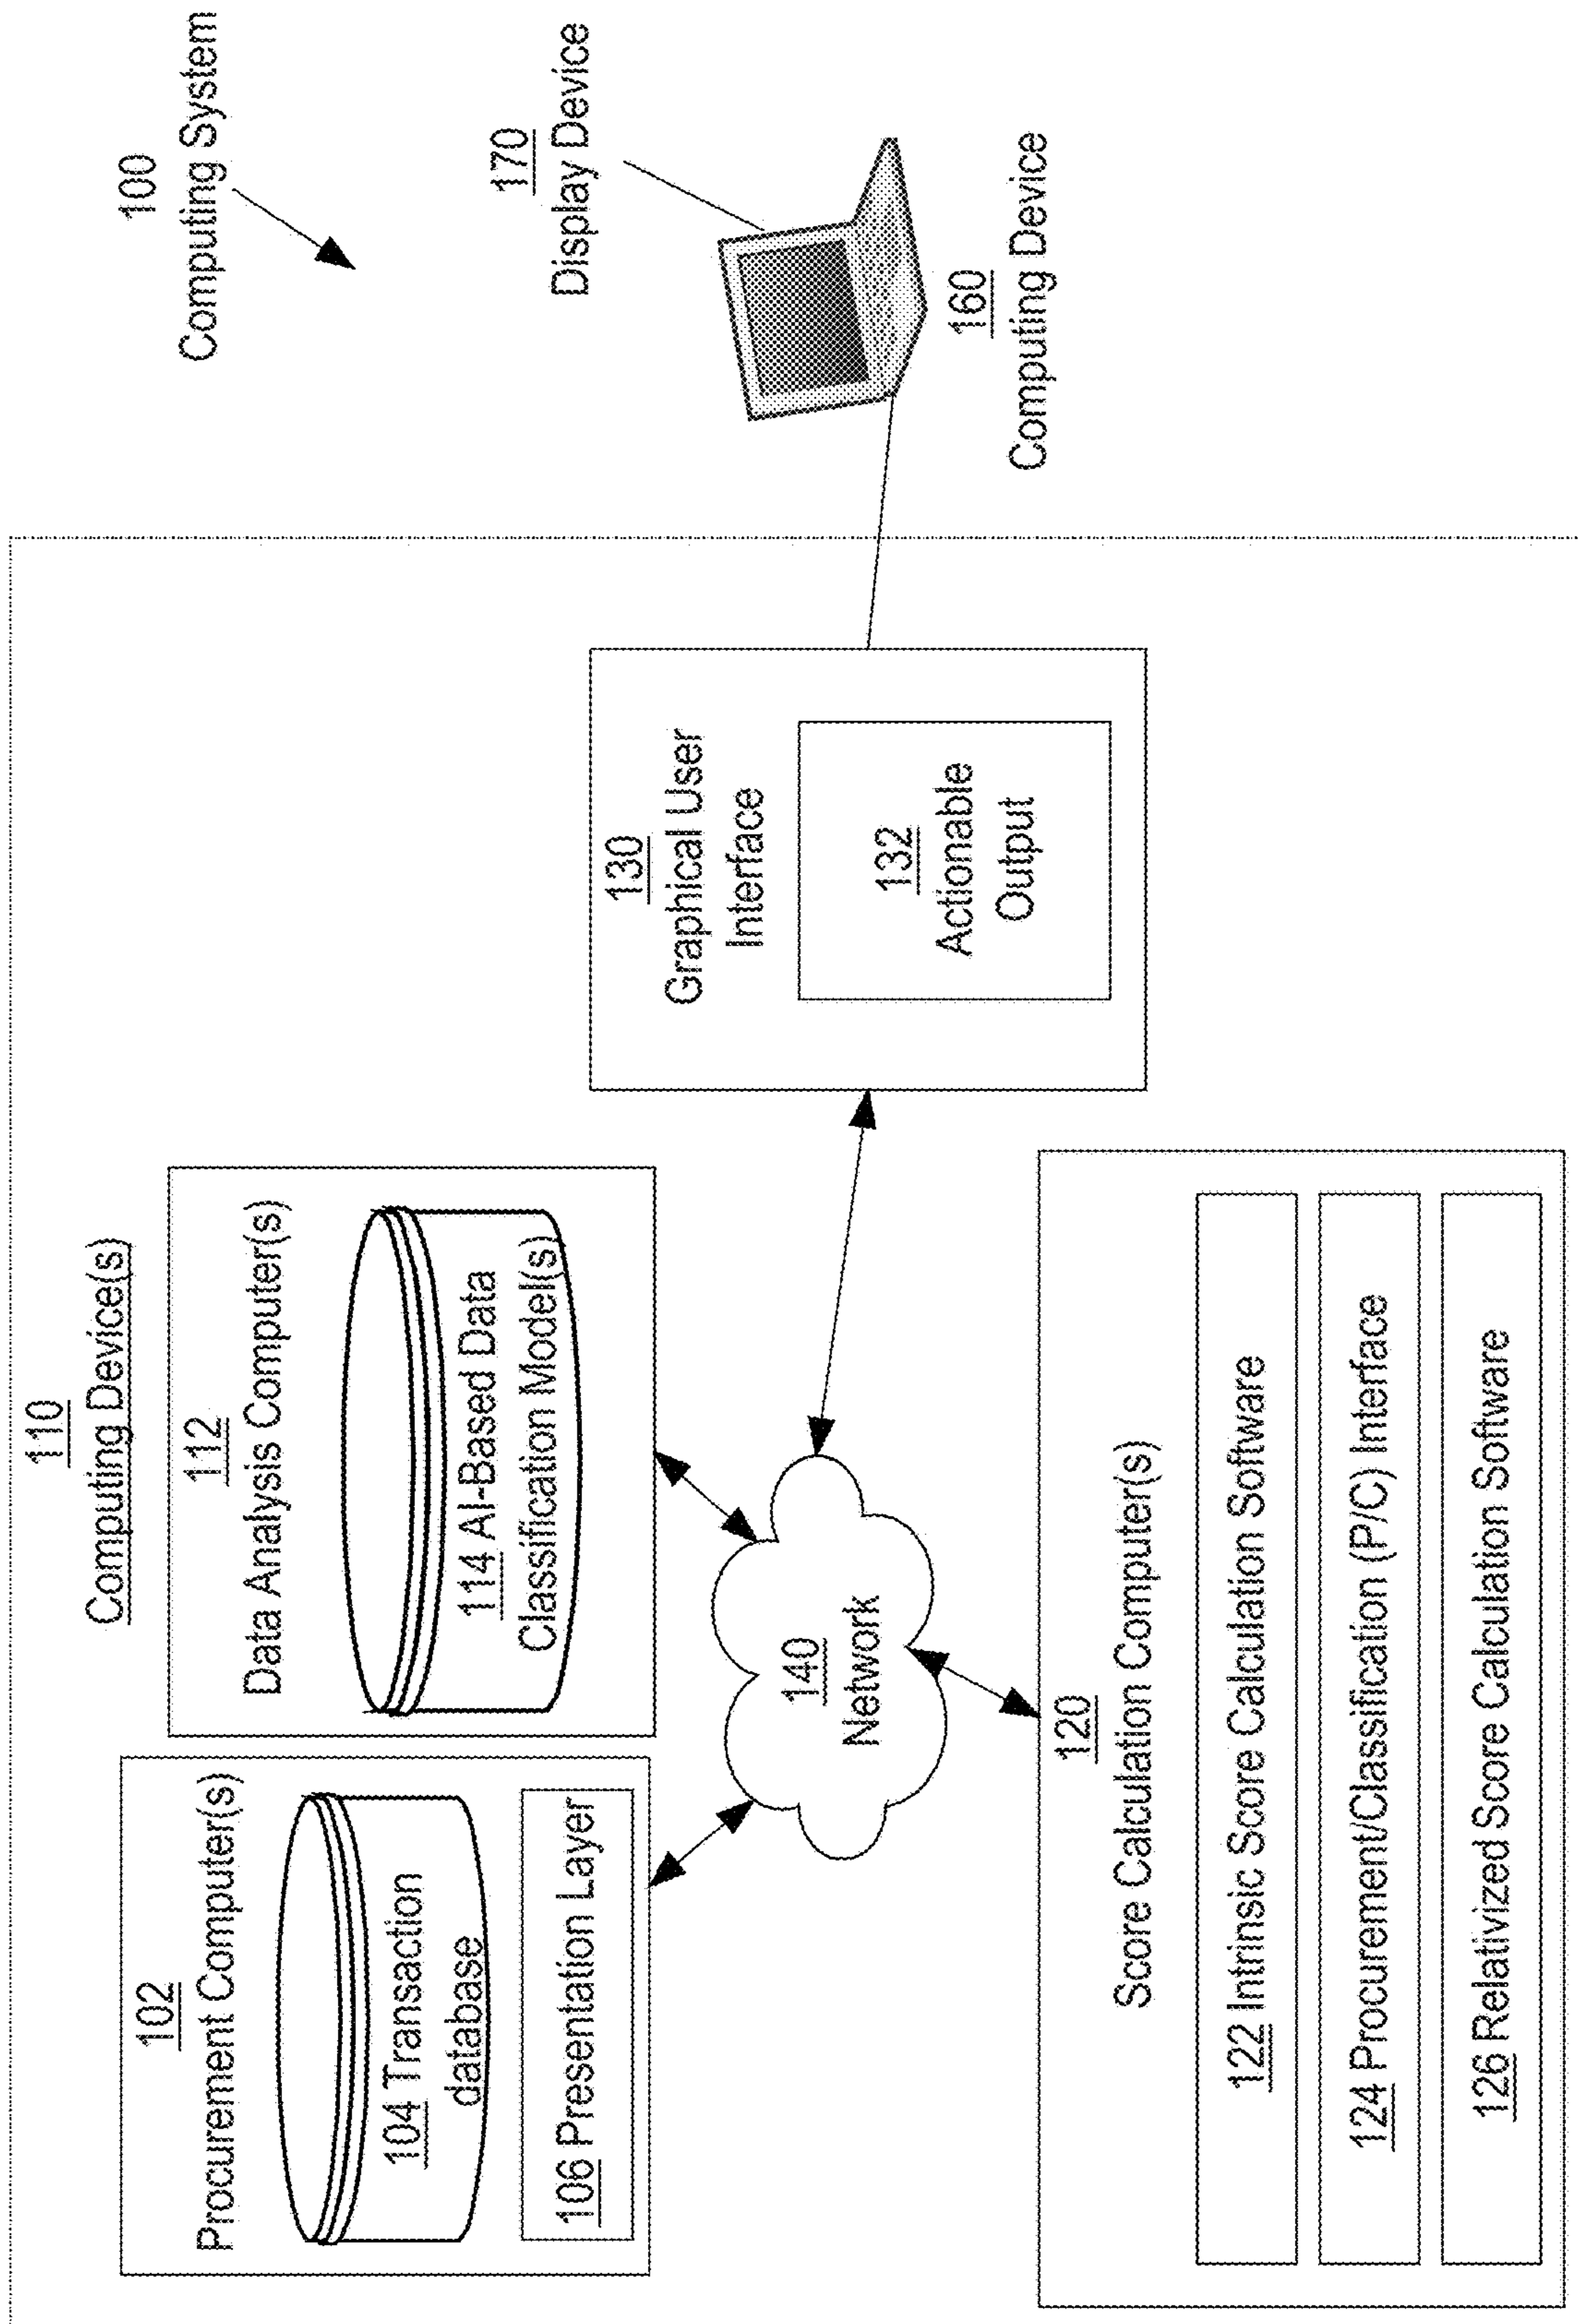 100
Computing System
110
Computing Device(s)
102
Procurement Computer(s)
104 Transaction
database
106 Presentation Layer
112
Data Analysis Computer(s)
114 AI-Based Data
Classification Model(s)
140
Network
130
Graphical User
Interface
132
Actionable
Output
170
Display Device
160
Computing Device
120
Score Calculation Computer(s)
122 Intrinsic Score Calculation Software
124 Procurement/Classification (P/C) Interface
126 Relativized Score Calculation Software